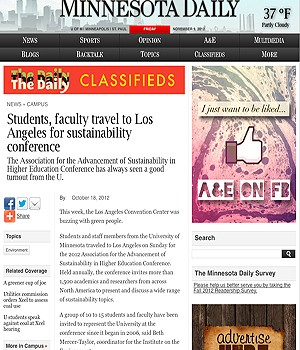 MINNESOTA DAILY
37 °F
Partly Cloudy
U OF M | MINNEAPOLIS | ST. PAUL
FRIDAY
NOVEMBER 9, 2012
News Sports Opinion A&E Multimedia
Blogs Backtalk Topics Classifieds More
The Daily
The Daily CLASSIFIEDS
NEWS » CAMPUS
Students, faculty travel to Los
Angeles for sustainability
conference
The Association for the Advancement of Sustainability in
Higher Education Conference has always seen a good
turnout from the U.
Share
By October 18, 2012
This week, the Los Angeles Convention Center was
buzzing with green people.
Students and staff members from the University of
Minnesota traveled to Los Angeles on Sunday for
the 2012 Association for the Advancement of
Sustainability in Higher Education Conference.
Held annually, the conference invites more than
1,500 academics and researchers from across
North America to present and discuss a wide range
of sustainability topics.
A group of 10 to 15 students and faculty have been
invited to represent the University at the
conference since it began in 2006, said Beth
Mercer-Taylor, coordinator for the Institute on the
Topics
Environment
Related Coverage
A greener cup of joe
Utilities commission
orders Xcel to assess
coal use
U students speak
against coal at Xcel
hearing
In Campus
I just want to be liked...
A&E ON FB
Search
The Minnesota Daily Survey
Please help us better serve you by taking the
Fall 2012 Readership Survey.
advertise